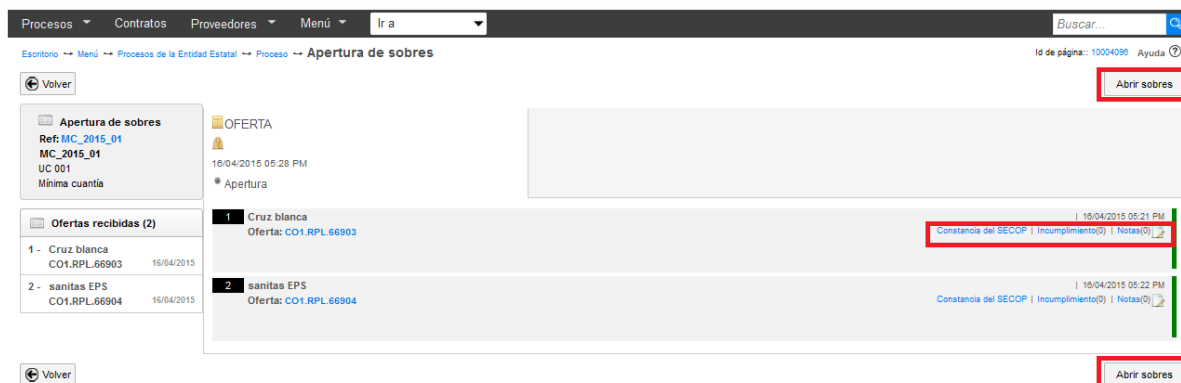 Procesos Contratos Proveedores Menú Ir a Buscar...
Escritorio → Menú → Procesos de la Entidad Estatal → Proceso → Apertura de sobres Id de página:: 10004096 Ayuda ?
Volver Abrir sobres
Apertura de sobres
Ref: MC_2015_01
MC_2015_01
UC 001
Mínima cuantía
OFERTA
16/04/2015 05:28 PM
Apertura
Ofertas recibidas (2)
1 - Cruz blanca
CO1.RPL.66903 16/04/2015
2 - sanitas EPS
CO1.RPL.66904 16/04/2015
1 Cruz blanca | 16/04/2015 05:21 PM
Oferta: CO1.RPL.66903 Constancia del SECOP | Incumplimiento(0) | Notas(0)
2 sanitas EPS | 16/04/2015 05:22 PM
Oferta: CO1.RPL.66904 Constancia del SECOP | Incumplimiento(0) | Notas(0)
Volver Abrir sobres